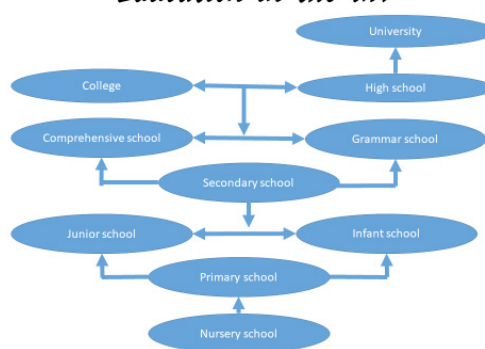 University
College
High school
Comprehensive school
Grammar school
Secondary school
Junior school
Infant school
Primary school
Nursery school